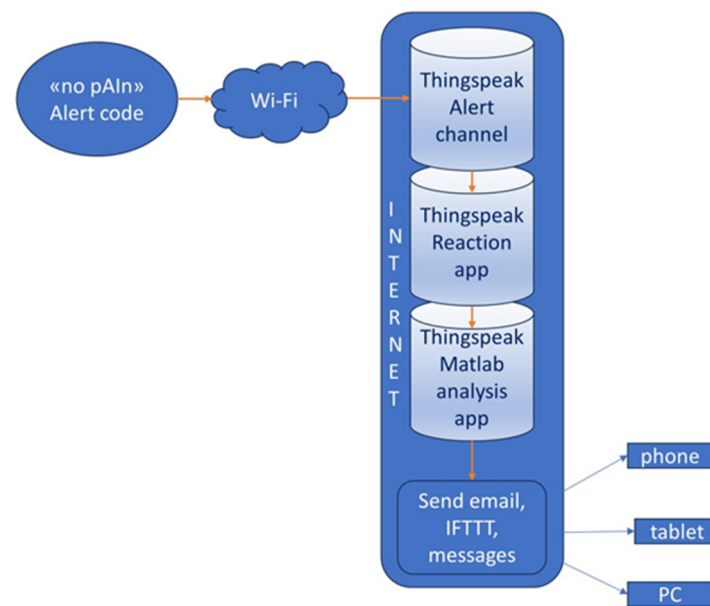 «no pAIn»
Alert code
Wi-Fi
Thingspeak
Alert
channel
INTERNET
Thingspeak
Reaction
app
Thingspeak
Matlab
analysis
app
Send email,
IFTTT,
messages
phone
tablet
PC